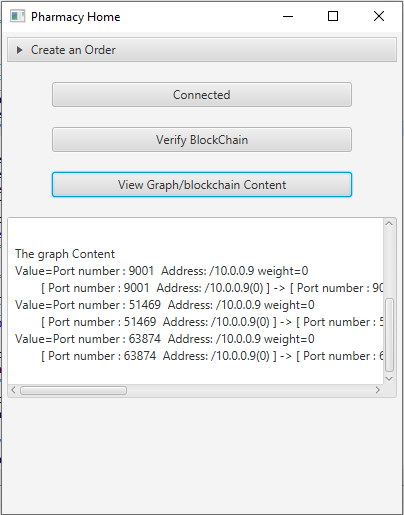 Pharmacy Home
Create an Order
Connected
Verify BlockChain
View Graph/blockchain Content
The graph Content
Value=Port number : 9001  Address: /10.0.0.9 weight=0
[ Port number : 9001  Address: /10.0.0.9(0) ] -> [ Port number : 90
Value=Port number : 51469  Address: /10.0.0.9 weight=0
[ Port number : 51469  Address: /10.0.0.9(0) ] -> [ Port number : 5
Value=Port number : 63874  Address: /10.0.0.9 weight=0
[ Port number : 63874  Address: /10.0.0.9(0) ] -> [ Port number : 6